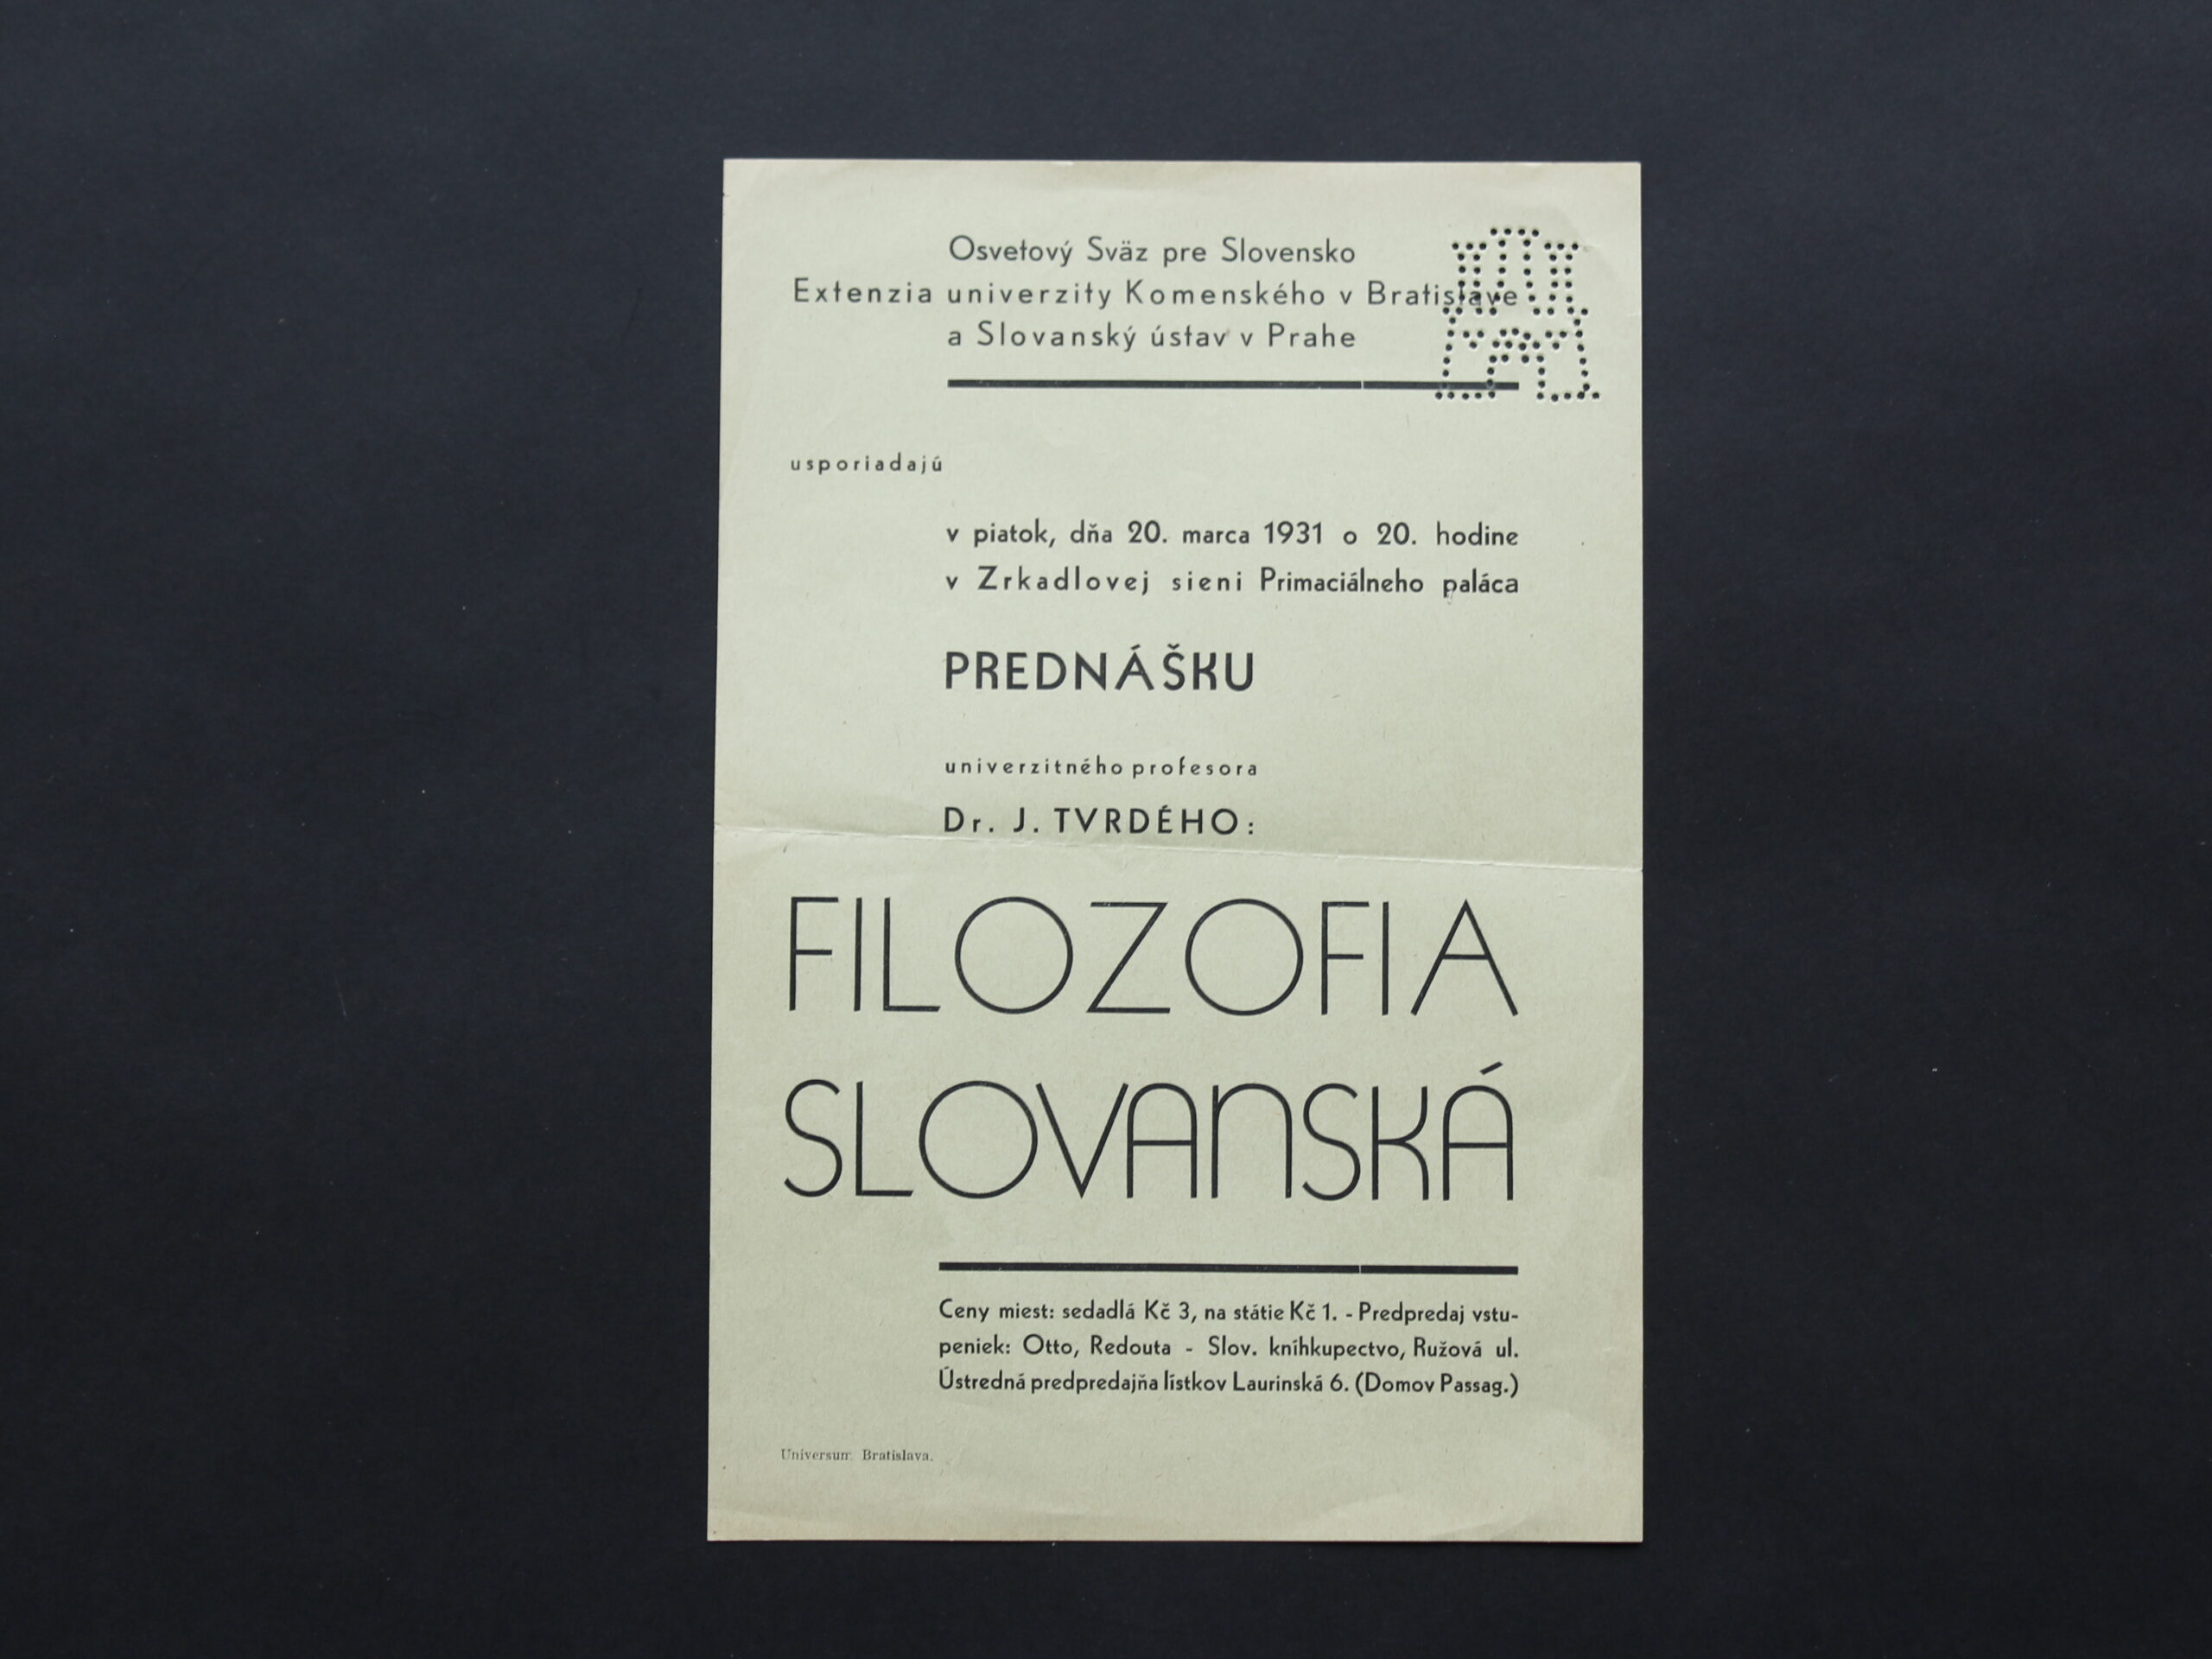 Osvetový Sväz pre Slovensko
Extenzia univerzity Komenského v Bratislave
a Slovanský ústav v Prahe
usporiadajú
v piatok, dňa 20. marca 1931 o 20. hodine
v Zrkadlovej sieni Primaciálneho paláca
PREDNÁŠKU
univerzitného profesora
Dr. J. TVRDÉHO:
FILOZOFIA
SLOVANSKÁ
Ceny miest: sedadlá Kč 3, na státie Kč 1. - Predpredaj vstu-
peniek: Otto, Redouta - Slov. kníhkupectvo, Ružová ul.
Ústredná predpredajňa lístkov Laurinská 6. (Domov Passag.)
Universum Bratislava.